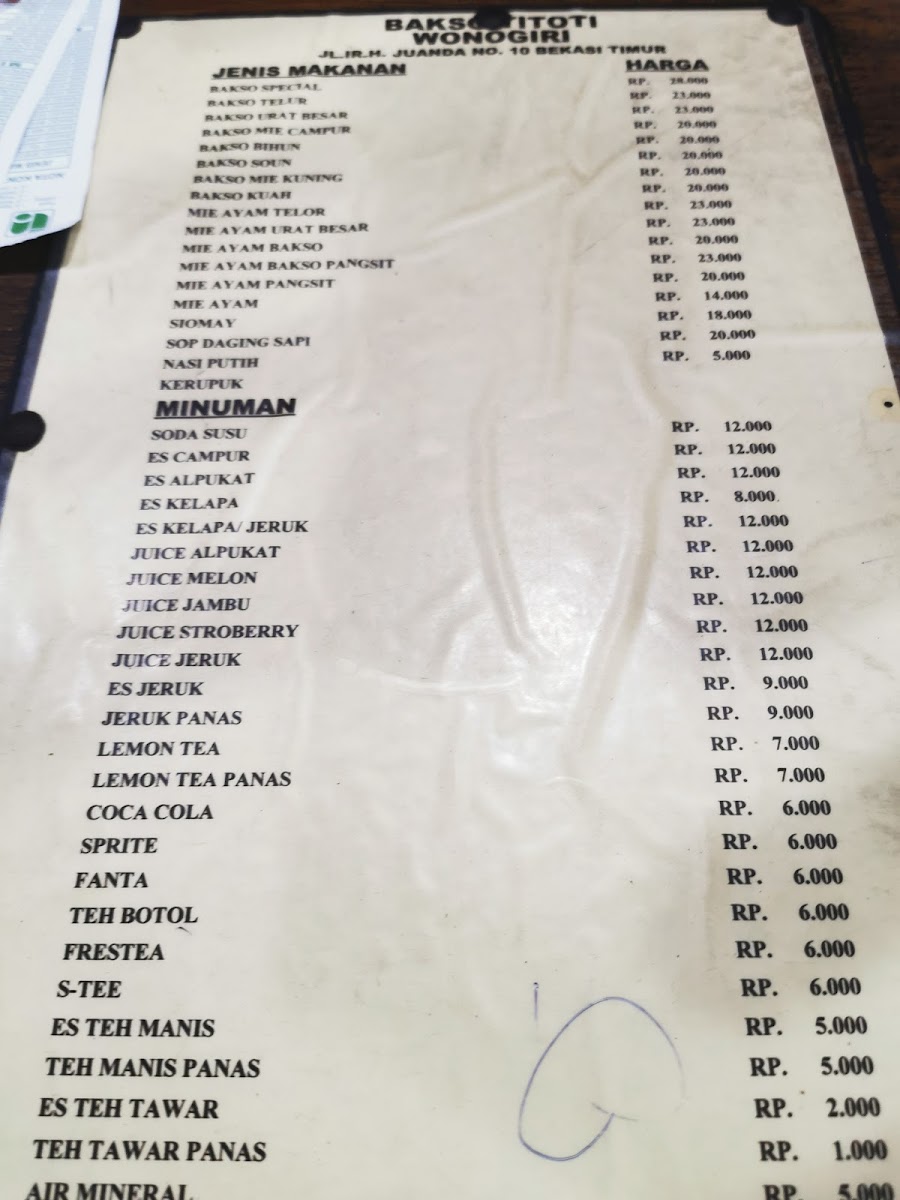 BAKSO TITOTI
WONOGIRI
JL.IR.H. JUANDA NO. 10 BEKASI TIMUR
JENIS MAKANAN HARGA
BAKSO SPECIAL RP. 28.000
BAKSO TELUR RP. 23.000
BAKSO URAT BESAR RP. 23.000
BAKSO MIE CAMPUR RP. 20.000
BAKSO BIHUN RP. 20.000
BAKSO SOUN RP. 20.000
BAKSO MIE KUNING RP. 20.000
BAKSO KUAH RP. 20.000
MIE AYAM TELOR RP. 23.000
MIE AYAM URAT BESAR RP. 23.000
MIE AYAM BAKSO RP. 20.000
MIE AYAM BAKSO PANGSIT RP. 23.000
MIE AYAM PANGSIT RP. 20.000
MIE AYAM RP. 14.000
SIOMAY RP. 18.000
SOP DAGING SAPI RP. 20.000
NASI PUTIH RP. 5.000
KERUPUK
MINUMAN
SODA SUSU RP. 12.000
ES CAMPUR RP. 12.000
ES ALPUKAT RP. 12.000
ES KELAPA RP. 8.000
ES KELAPA/ JERUK RP. 12.000
JUICE ALPUKAT RP. 12.000
JUICE MELON RP. 12.000
JUICE JAMBU RP. 12.000
JUICE STROBERRY RP. 12.000
JUICE JERUK RP. 12.000
ES JERUK RP. 9.000
JERUK PANAS RP. 9.000
LEMON TEA RP. 7.000
LEMON TEA PANAS RP. 7.000
COCA COLA RP. 6.000
SPRITE RP. 6.000
FANTA RP. 6.000
TEH BOTOL RP. 6.000
FRESTEA RP. 6.000
S-TEE RP. 6.000
ES TEH MANIS RP. 5.000
TEH MANIS PANAS RP. 5.000
ES TEH TAWAR RP. 2.000
TEH TAWAR PANAS RP. 1.000
AIR MINERAL RP. 5.000